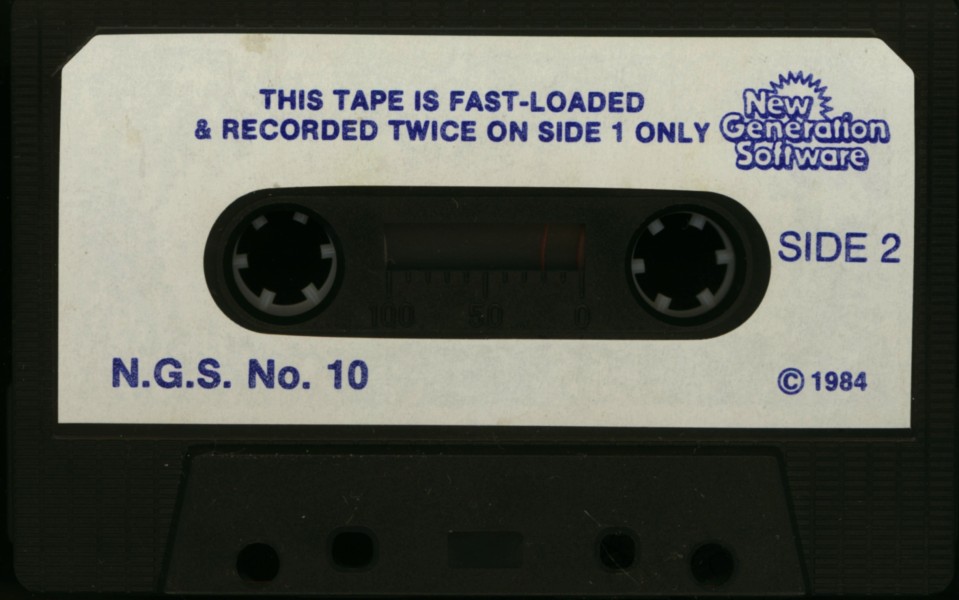 THIS TAPE IS FAST-LOADED
& RECORDED TWICE ON SIDE 1 ONLY
New
Generation
Software
SIDE 2
100 50 0
N.G.S. No. 10
© 1984